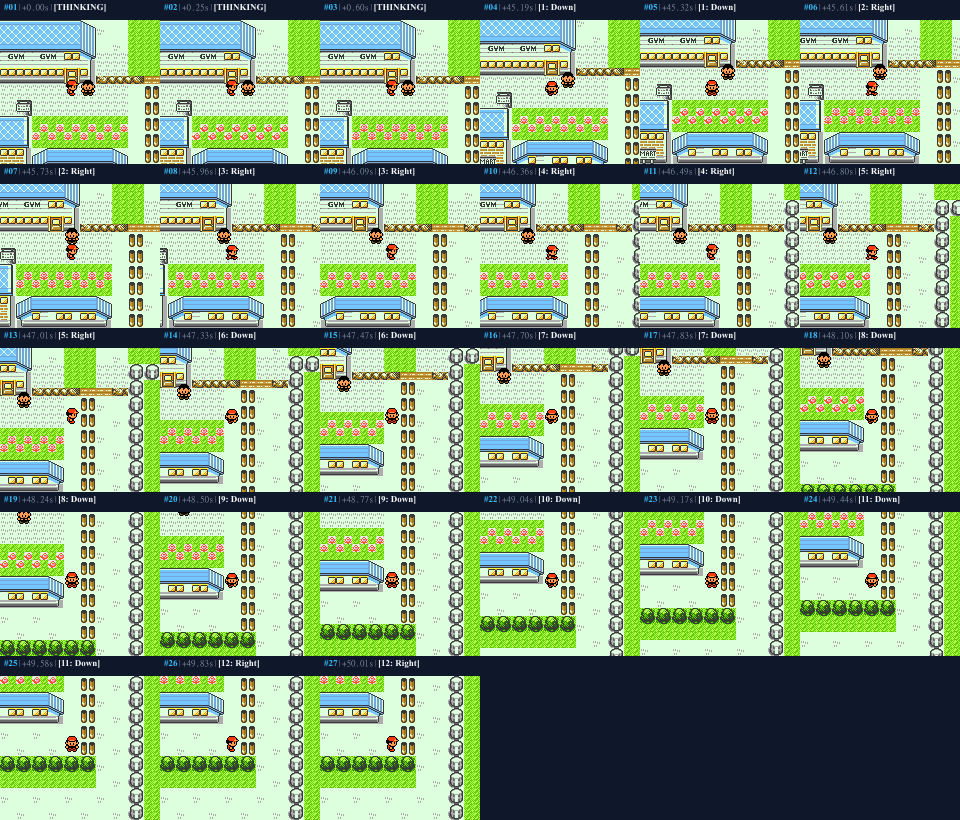 #01|+0.00s|[THINKING]
#02|+0.25s|[THINKING]
#03|+0.60s|[THINKING]
#04|+45.19s|[1: Down]
#05|+45.32s|[1: Down]
#06|+45.61s|[2: Right]
GYM GYM
GYM GYM
GYM GYM
GYM GYM
GYM GYM
GYM GYM
MART
MART
#07|+45.73s|[2: Right]
#08|+45.96s|[3: Right]
#09|+46.09s|[3: Right]
#10|+46.36s|[4: Right]
#11|+46.49s|[4: Right]
#12|+46.80s|[5: Right]
GYM
GYM
GYM
GYM
GYM
#13|+47.01s|[5: Right]
#14|+47.33s|[6: Down]
#15|+47.47s|[6: Down]
#16|+47.70s|[7: Down]
#17|+47.83s|[7: Down]
#18|+48.10s|[8: Down]
#19|+48.24s|[8: Down]
#20|+48.50s|[9: Down]
#21|+48.77s|[9: Down]
#22|+49.04s|[10: Down]
#23|+49.17s|[10: Down]
#24|+49.44s|[11: Down]
#25|+49.58s|[11: Down]
#26|+49.83s|[12: Right]
#27|+50.01s|[12: Right]